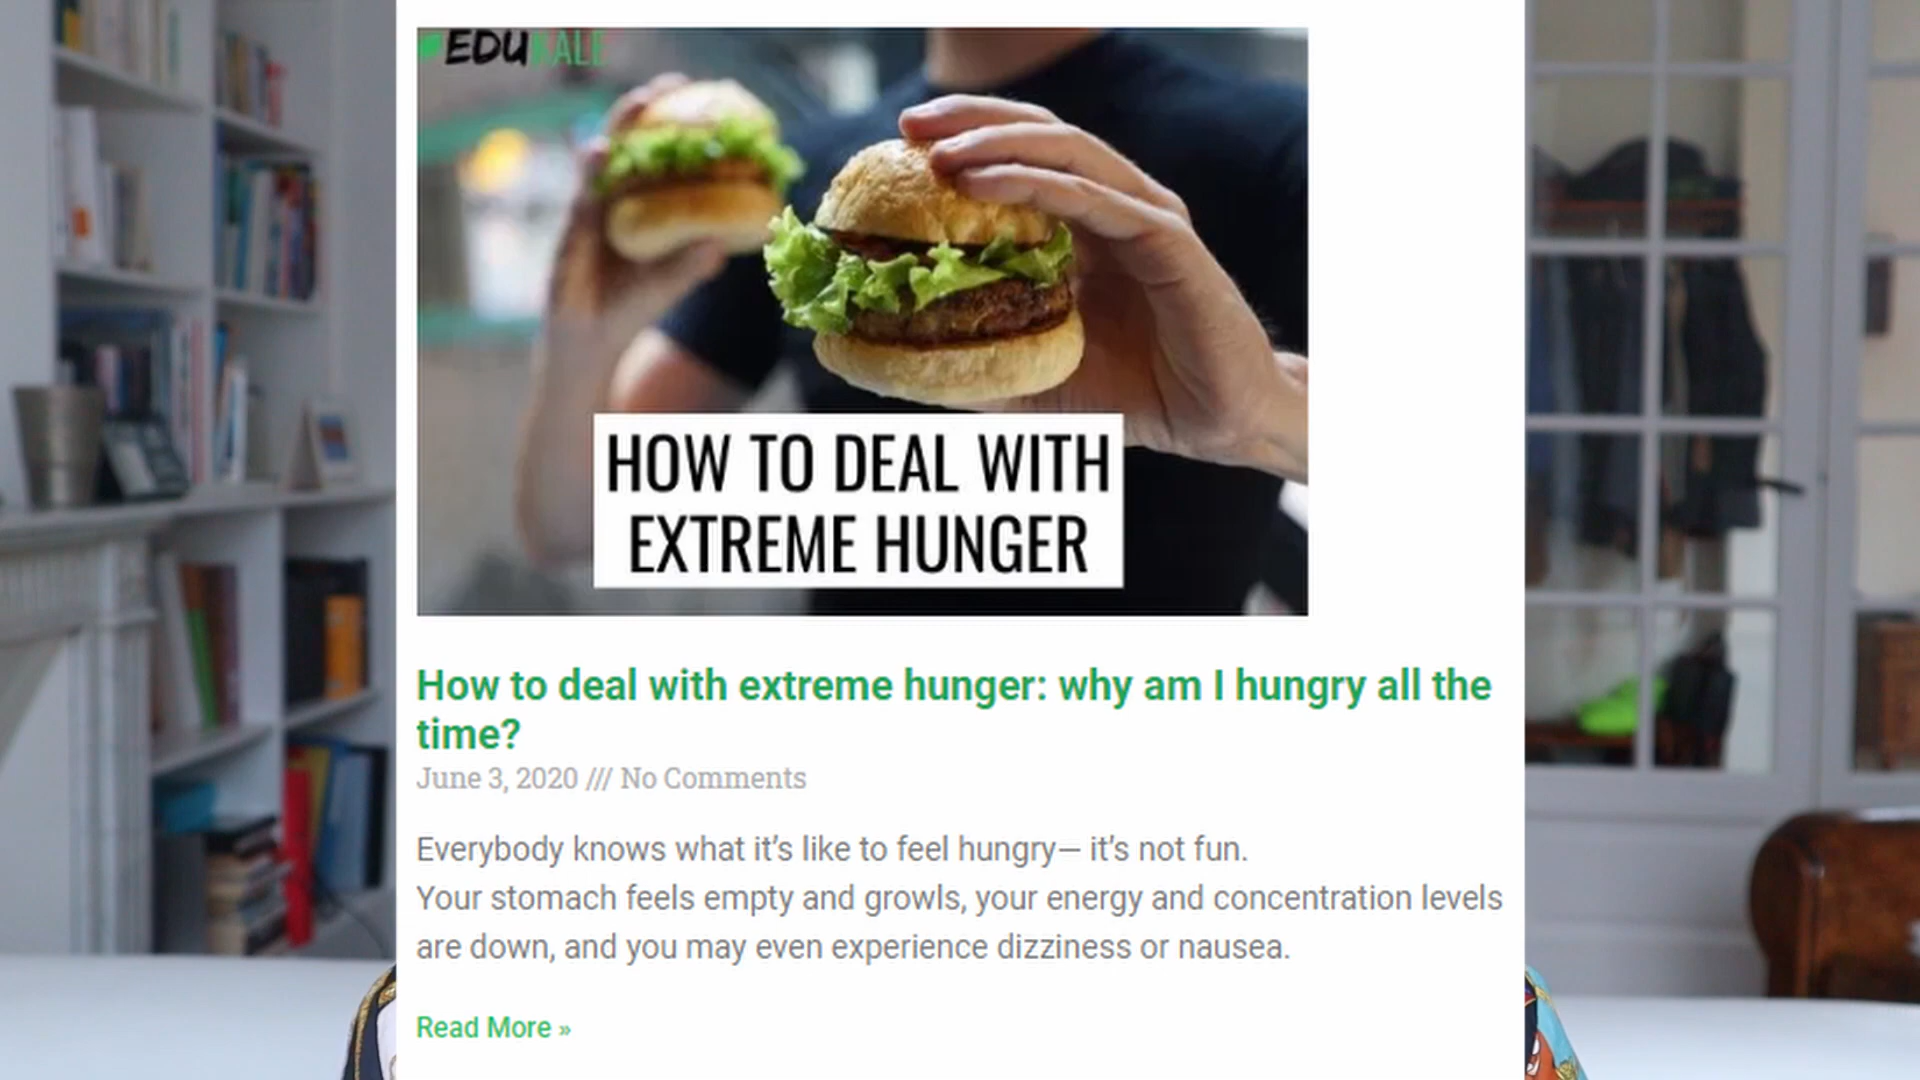 EDUKALE
HOW TO DEAL WITH
EXTREME HUNGER
How to deal with extreme hunger: why am I hungry all the
time?
June 3, 2020 /// No Comments
Everybody knows what it’s like to feel hungry— it’s not fun.
Your stomach feels empty and growls, your energy and concentration levels
are down, and you may even experience dizziness or nausea.
Read More »